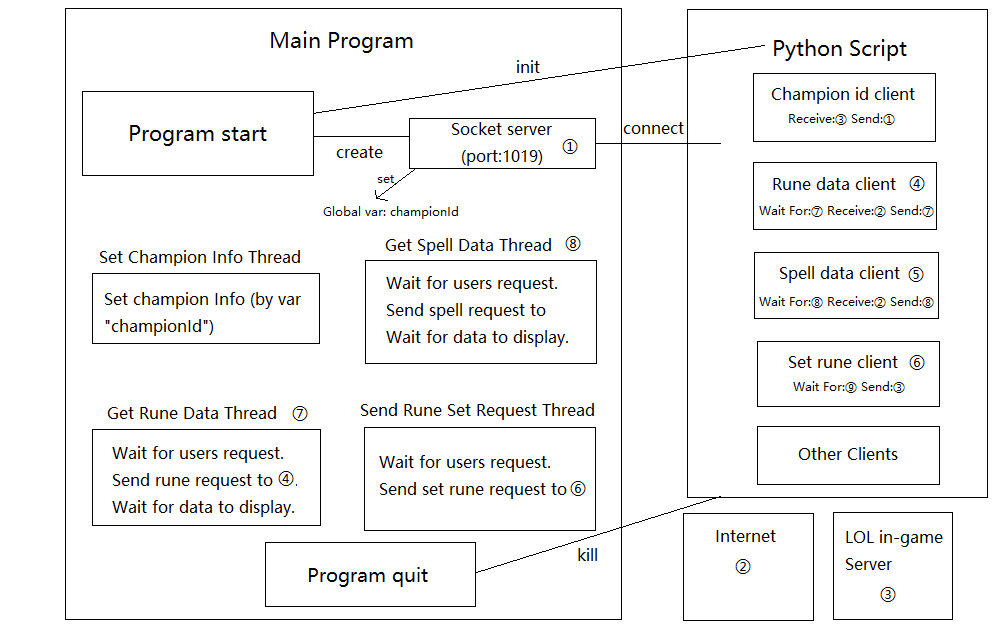 Main Program
init
Program start
create
Socket server
(port:1019) ①
connect
set
Global var: championId
Set Champion Info Thread
Set champion Info (by var
"championId")
Get Spell Data Thread ⑧
Wait for users request.
Send spell request to
Wait for data to display.
Get Rune Data Thread ⑦
Wait for users request.
Send rune request to ④.
Wait for data to display.
Send Rune Set Request Thread
Wait for users request.
Send set rune request to ⑥
Program quit
kill
Python Script
Champion id client
Receive:③ Send:①
Rune data client ④
Wait For:⑦ Receive:② Send:⑦
Spell data client ⑤
Wait For:⑧ Receive:② Send:⑧
Set rune client ⑥
Wait For:⑨ Send:③
Other Clients
Internet
②
LOL in-game
Server
③